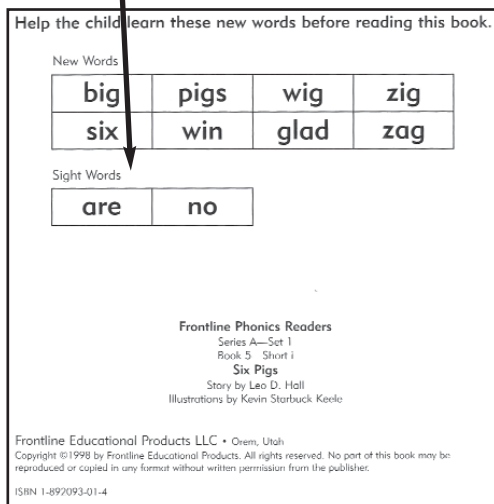 Help the child learn these new words before reading this book.
New Words
big pigs wig zig
six win glad zag
Sight Words
are no
Frontline Phonics Readers
Series A—Set 1
Book 5 Short i
Six Pigs
Story by Leo D. Hall
Illustrations by Kevin Starbuck Keele
Frontline Educational Products LLC • Orem, Utah
Copyright ©1998 by Frontline Educational Products. All rights reserved. No part of this book may be
reproduced or copied in any format without written permission from the publisher.
ISBN 1-892093-01-4